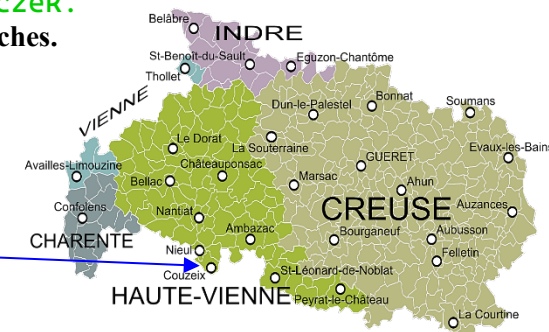 czek.
ches.
Belâbre
INDRE
St-Benoît-du-Sault
Eguzon-Chantôme
Thollet
VIENNE
Dun-le-Palestel
Bonnat
Soumans
Le Dorat
La Souterraine
Evaux-les-Bains
Availles-Limouzine
Châteauponsac
GUERET
Bellac
Marsac
Ahun
Confolens
Nantiat
CREUSE
Auzances
CHARENTE
Ambazac
Bourganeuf
Aubusson
Nieul
Felletin
Couzeix
St-Léonard-de-Noblat
HAUTE-VIENNE
Peyrat-le-Château
La Courtine